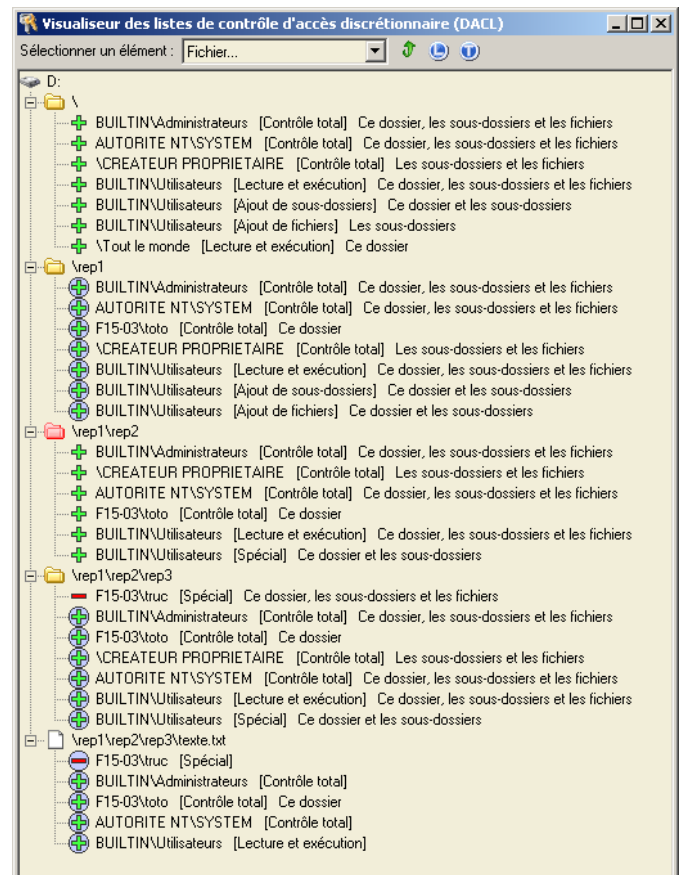 Visualiseur des listes de contrôle d'accès discrétionnaire (DACL)
Sélectionner un élément : Fichier...
D:
\
BUILTIN\Administrateurs [Contrôle total] Ce dossier, les sous-dossiers et les fichiers
AUTORITE NT\SYSTEM [Contrôle total] Ce dossier, les sous-dossiers et les fichiers
\CREATEUR PROPRIETAIRE [Contrôle total] Les sous-dossiers et les fichiers
BUILTIN\Utilisateurs [Lecture et exécution] Ce dossier, les sous-dossiers et les fichiers
BUILTIN\Utilisateurs [Ajout de sous-dossiers] Ce dossier et les sous-dossiers
BUILTIN\Utilisateurs [Ajout de fichiers] Les sous-dossiers
\Tout le monde [Lecture et exécution] Ce dossier
\rep1
BUILTIN\Administrateurs [Contrôle total] Ce dossier, les sous-dossiers et les fichiers
AUTORITE NT\SYSTEM [Contrôle total] Ce dossier, les sous-dossiers et les fichiers
F15-03\toto [Contrôle total] Ce dossier
\CREATEUR PROPRIETAIRE [Contrôle total] Les sous-dossiers et les fichiers
BUILTIN\Utilisateurs [Lecture et exécution] Ce dossier, les sous-dossiers et les fichiers
BUILTIN\Utilisateurs [Ajout de sous-dossiers] Ce dossier et les sous-dossiers
BUILTIN\Utilisateurs [Ajout de fichiers] Ce dossier et les sous-dossiers
\rep1\rep2
BUILTIN\Administrateurs [Contrôle total] Ce dossier, les sous-dossiers et les fichiers
\CREATEUR PROPRIETAIRE [Contrôle total] Les sous-dossiers et les fichiers
AUTORITE NT\SYSTEM [Contrôle total] Ce dossier, les sous-dossiers et les fichiers
F15-03\toto [Contrôle total] Ce dossier
BUILTIN\Utilisateurs [Lecture et exécution] Ce dossier, les sous-dossiers et les fichiers
BUILTIN\Utilisateurs [Spécial] Ce dossier et les sous-dossiers
\rep1\rep2\rep3
F15-03\truc [Spécial] Ce dossier, les sous-dossiers et les fichiers
BUILTIN\Administrateurs [Contrôle total] Ce dossier, les sous-dossiers et les fichiers
F15-03\toto [Contrôle total] Ce dossier
\CREATEUR PROPRIETAIRE [Contrôle total] Les sous-dossiers et les fichiers
AUTORITE NT\SYSTEM [Contrôle total] Ce dossier, les sous-dossiers et les fichiers
BUILTIN\Utilisateurs [Lecture et exécution] Ce dossier, les sous-dossiers et les fichiers
BUILTIN\Utilisateurs [Spécial] Ce dossier et les sous-dossiers
\rep1\rep2\rep3\texte.txt
F15-03\truc [Spécial]
BUILTIN\Administrateurs [Contrôle total]
F15-03\toto [Contrôle total] Ce dossier
AUTORITE NT\SYSTEM [Contrôle total]
BUILTIN\Utilisateurs [Lecture et exécution]